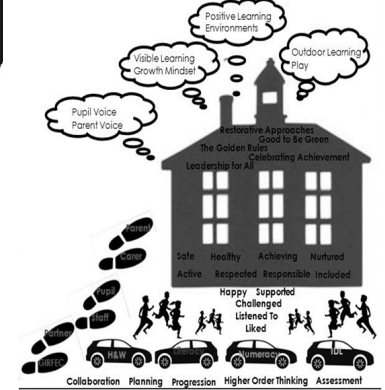 Positive Learning
Environments
Visible Learning
Growth Mindset
Outdoor Learning
Play
Pupil Voice
Parent Voice
Restorative Approaches
Good to Be Green
The Golden Rules
Celebrating Achievement
Leadership for All
Parent
Carer
Safe Healthy Achieving Nurtured
Active Respected Responsible Included
Pupil
Staff
Happy Supported
Challenged
Listened To
Liked
Partner
GIRFEC
H&W Literacy Numeracy IDL
Collaboration Planning Progression Higher Order Thinking Assessment